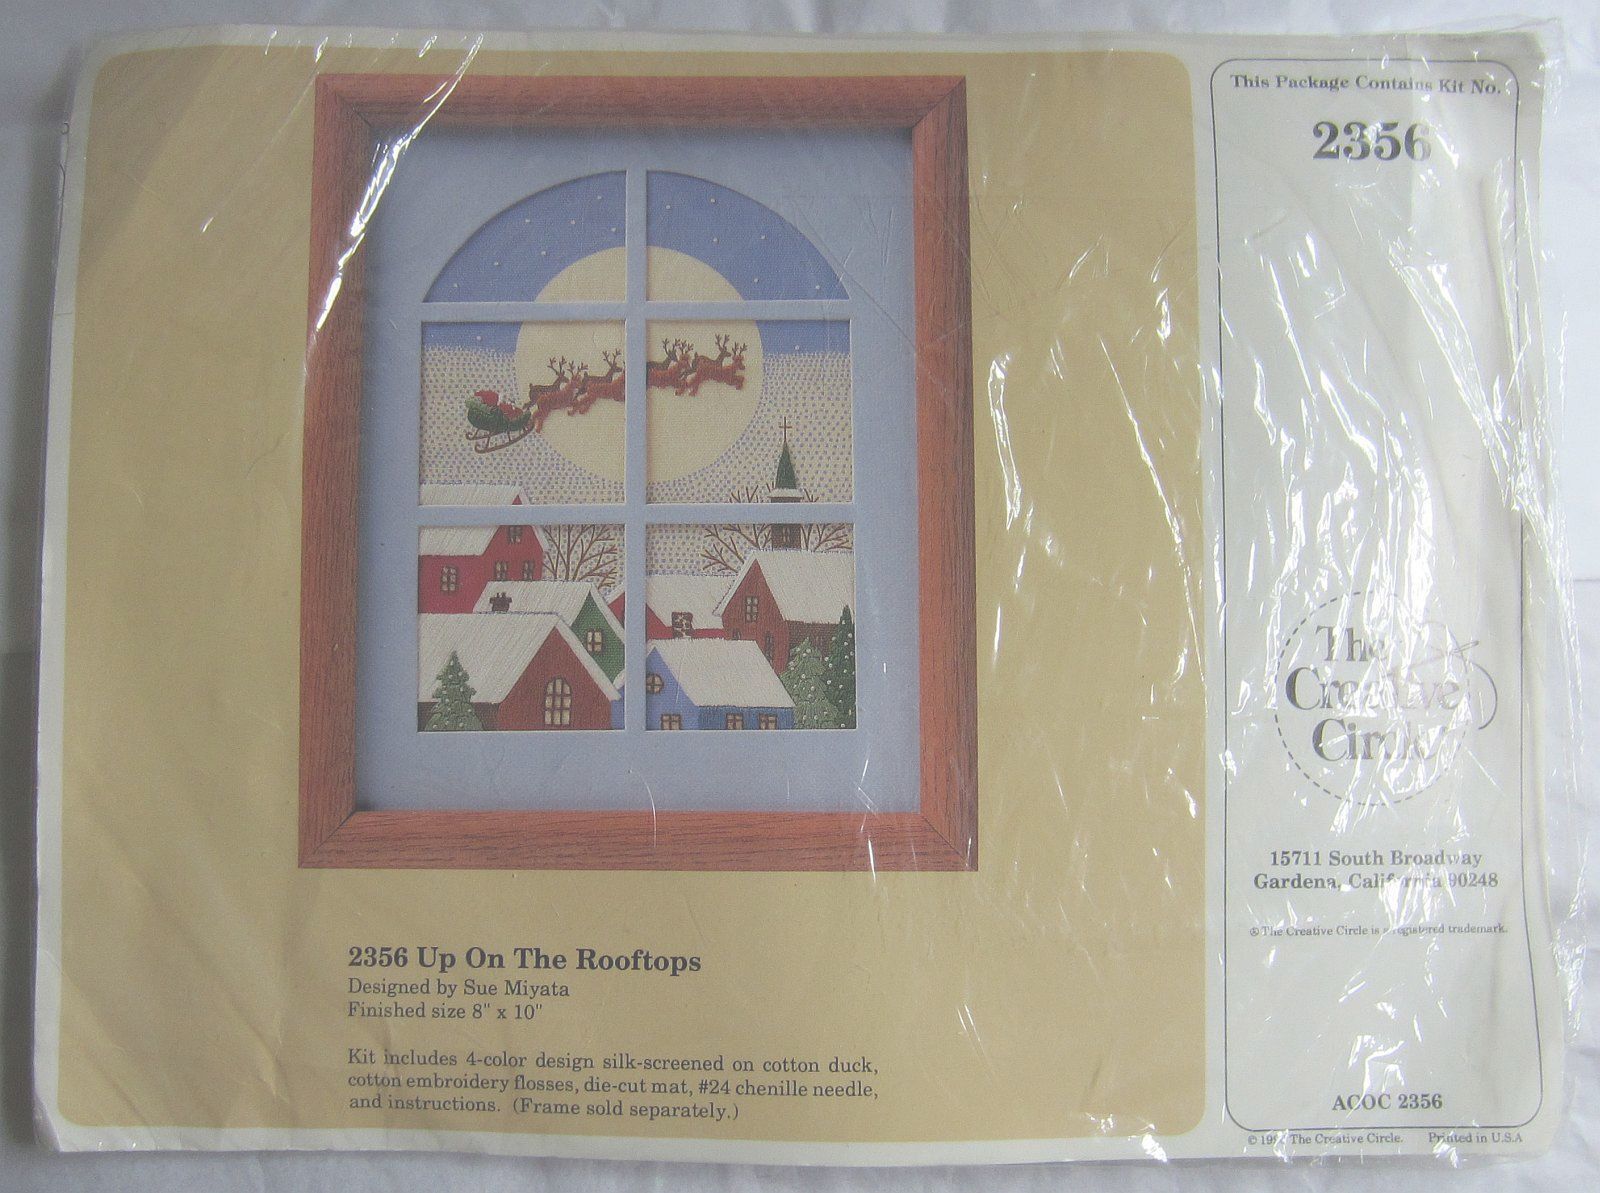 This Package Contains Kit No.
2356
The
Creative
Circle
15711 South Broadway
Gardena, California 90248
® The Creative Circle is a registered trademark.
ACOC 2356
© The Creative Circle. Printed in U.S.A
2356 Up On The Rooftops
Designed by Sue Miyata
Finished size 8" x 10"
Kit includes 4-color design silk-screened on cotton duck,
cotton embroidery flosses, die-cut mat, #24 chenille needle,
and instructions. (Frame sold separately.)